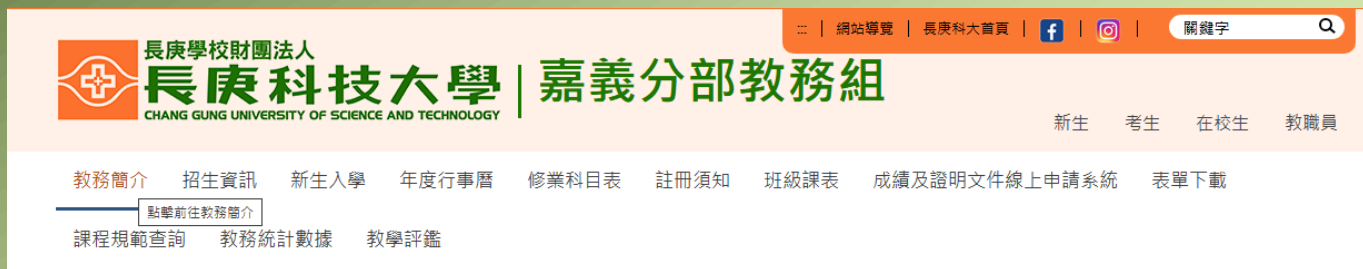 ::: | 網站導覽 | 長庚科大首頁 | | | 關鍵字
長庚學校財團法人
長庚科技大學 | 嘉義分部教務組
CHANG GUNG UNIVERSITY OF SCIENCE AND TECHNOLOGY
新生 考生 在校生 教職員
教務簡介 招生資訊 新生入學 年度行事曆 修業科目表 註冊須知 班級課表 成績及證明文件線上申請系統 表單下載
點擊前往教務簡介
課程規範查詢 教務統計數據 教學評鑑